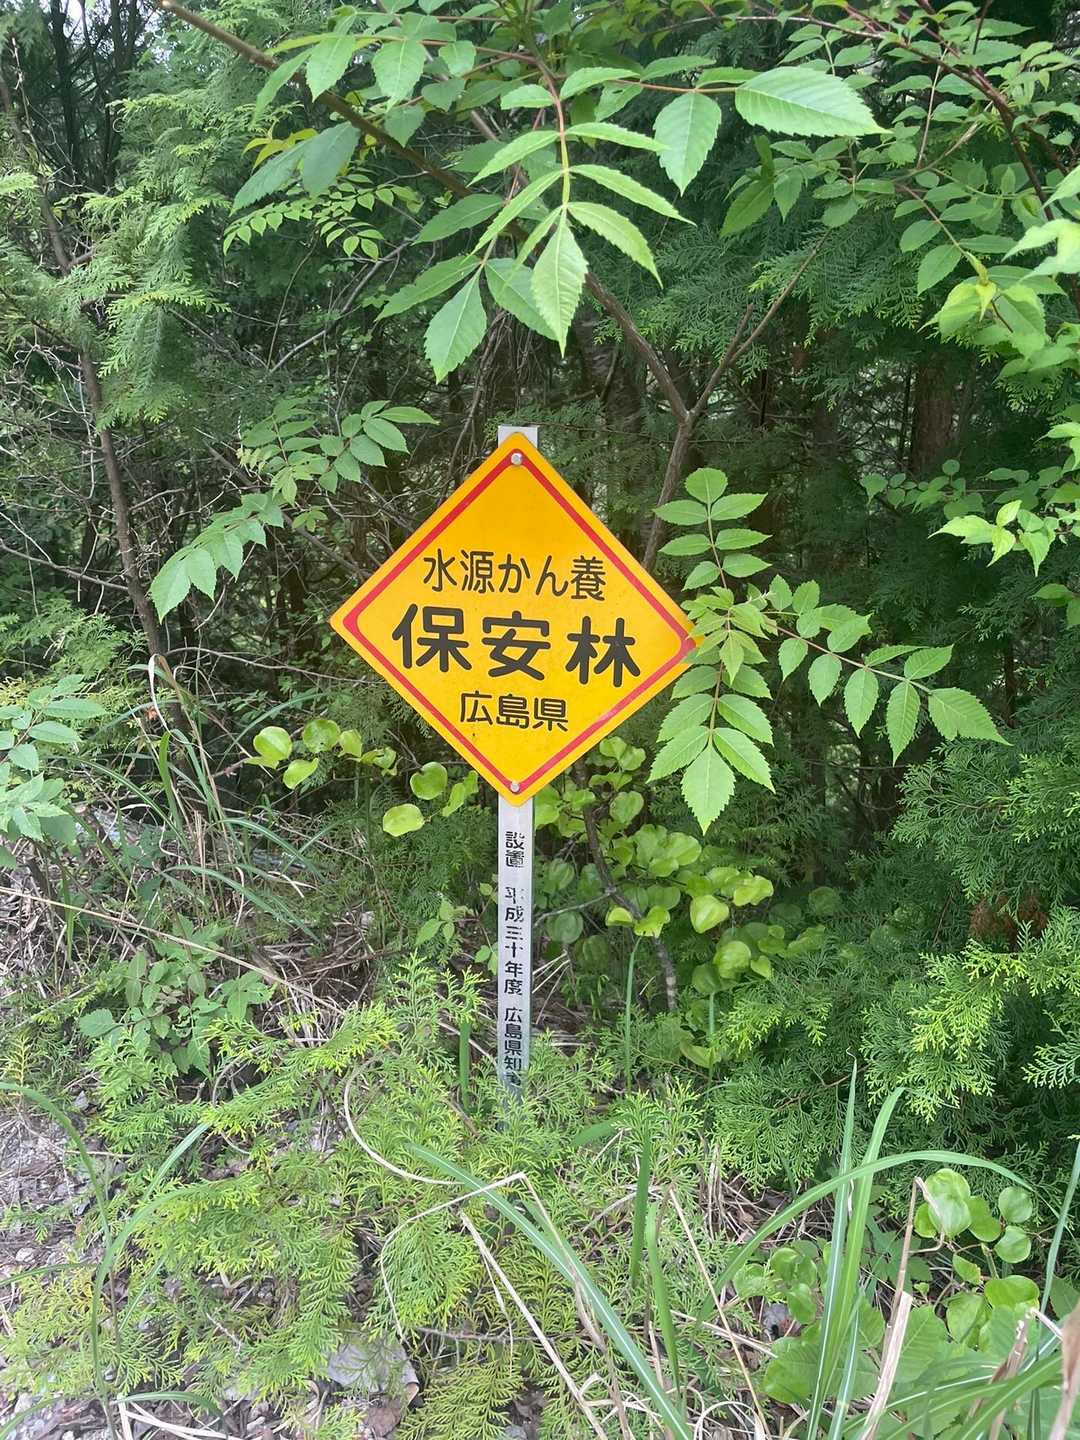 水源かん養
保安林
広島県
設置 平成三十年度 広島県知事